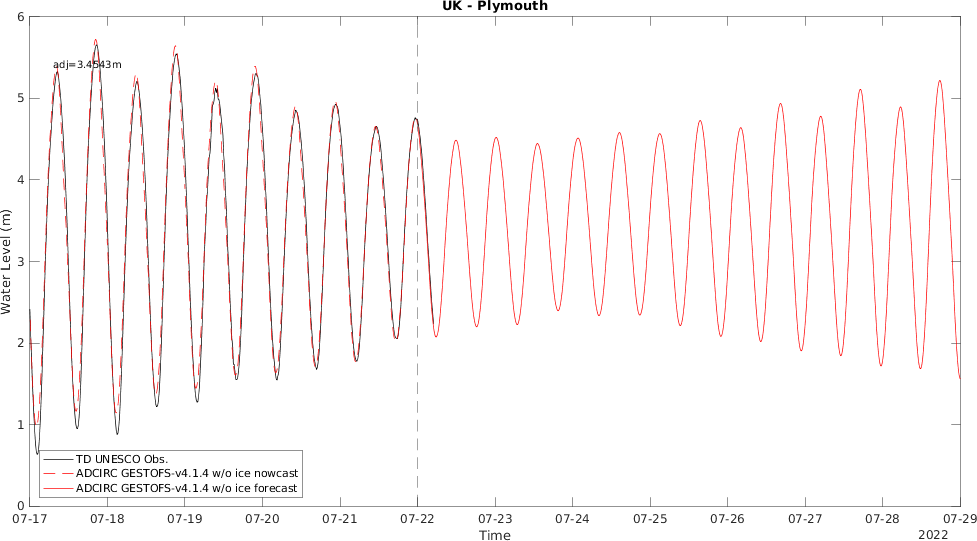 UK - Plymouth
6
5
4
3
2
1
0
Water Level (m)
adj=3.4543m
TD UNESCO Obs.
ADCIRC GESTOFS-v4.1.4 w/o ice nowcast
ADCIRC GESTOFS-v4.1.4 w/o ice forecast
07-17 07-18 07-19 07-20 07-21 07-22 07-23 07-24 07-25 07-26 07-27 07-28 07-29
Time
2022